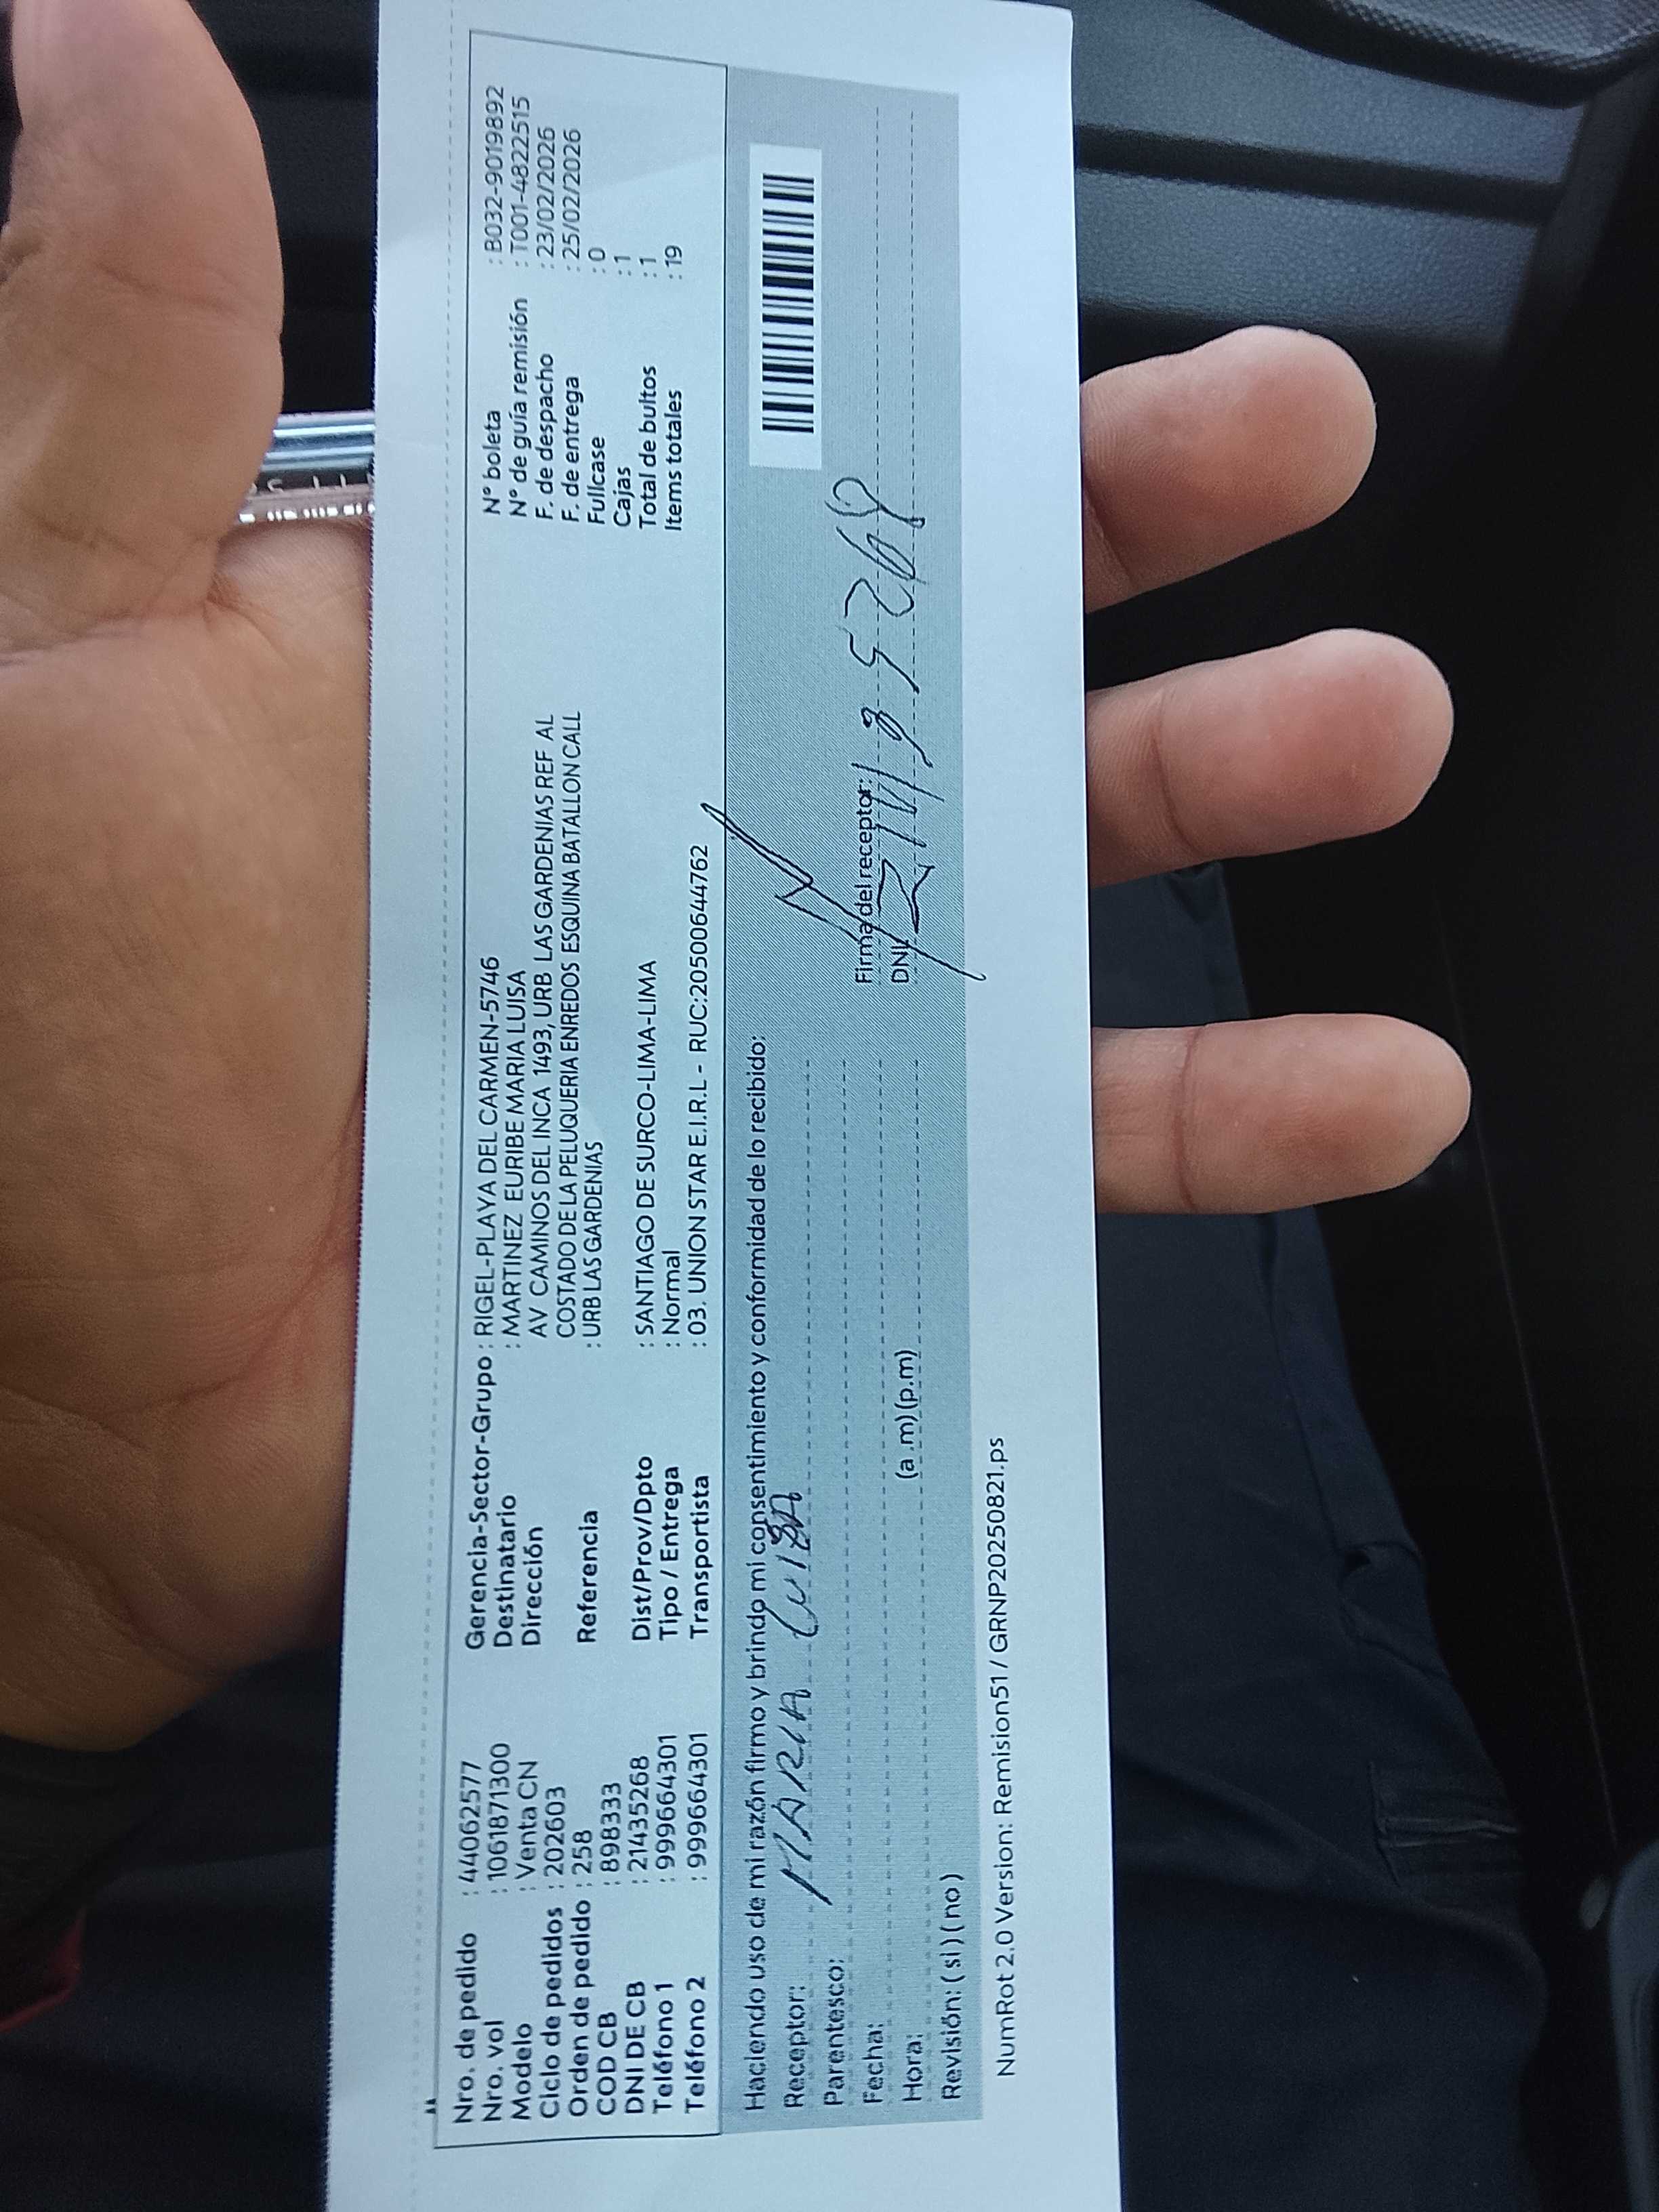 Nro. de pedido : 44062577
Nro. vol : 1061871300
Modelo : Venta CN
Ciclo de pedidos : 202603
Orden de pedido : 258
COD CB : 898333
DNI DE CB : 21435268
Teléfono 1 : 999664301
Teléfono 2 : 999664301
Gerencia-Sector-Grupo : RIGEL-PLAYA DEL CARMEN-5746
Destinatario : MARTINEZ EURIBE MARIA LUISA
Dirección AV CAMINOS DEL INCA 1493, URB LAS GARDENIAS REF AL
COSTADO DE LA PELUQUERIA ENREDOS ESQUINA BATALLON CALL
Referencia : URB LAS GARDENIAS
Dist/Prov/Dpto : SANTIAGO DE SURCO-LIMA-LIMA
Tipo / Entrega : Normal
Transportista : 03. UNION STAR E.I.R.L - RUC:20500644762
N° boleta : B032-9019892
N° de guía remisión : T001-4822515
F. de despacho : 23/02/2026
F. de entrega : 25/02/2026
Fullcase : 0
Cajas : 1
Total de bultos : 1
Items totales : 19
Haciendo uso de mi razón firmo y brindo mi consentimiento y conformidad de lo recibido:
Receptor: MARIA LUISA
Parentesco:
Fecha:
Hora: (a .m) (p.m)
Revisión: ( si ) ( no )
Firma del receptor:
DNI:
NumRot 2.0 Version: Remision51 / GRNP20250821.ps